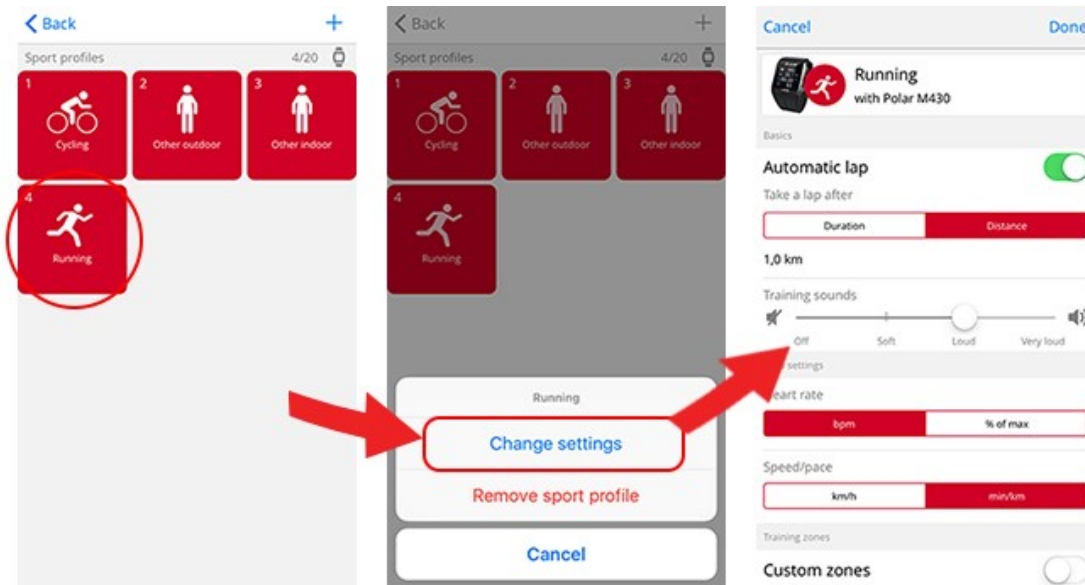 Back +
Sport profiles 4/20
1 2 3
Cycling Other outdoor Other indoor
4
Running
Back +
Sport profiles 4/20
1 2 3
Cycling Other outdoor Other indoor
4
Running
Running
Change settings
Remove sport profile
Cancel
Cancel Done
Running
with Polar M430
Basics
Automatic lap
Take a lap after
Duration Distance
1,0 km
Training sounds
Off Soft Loud Very loud
settings
eart rate
bpm % of max
Speed/pace
km/h min/km
Training zones
Custom zones